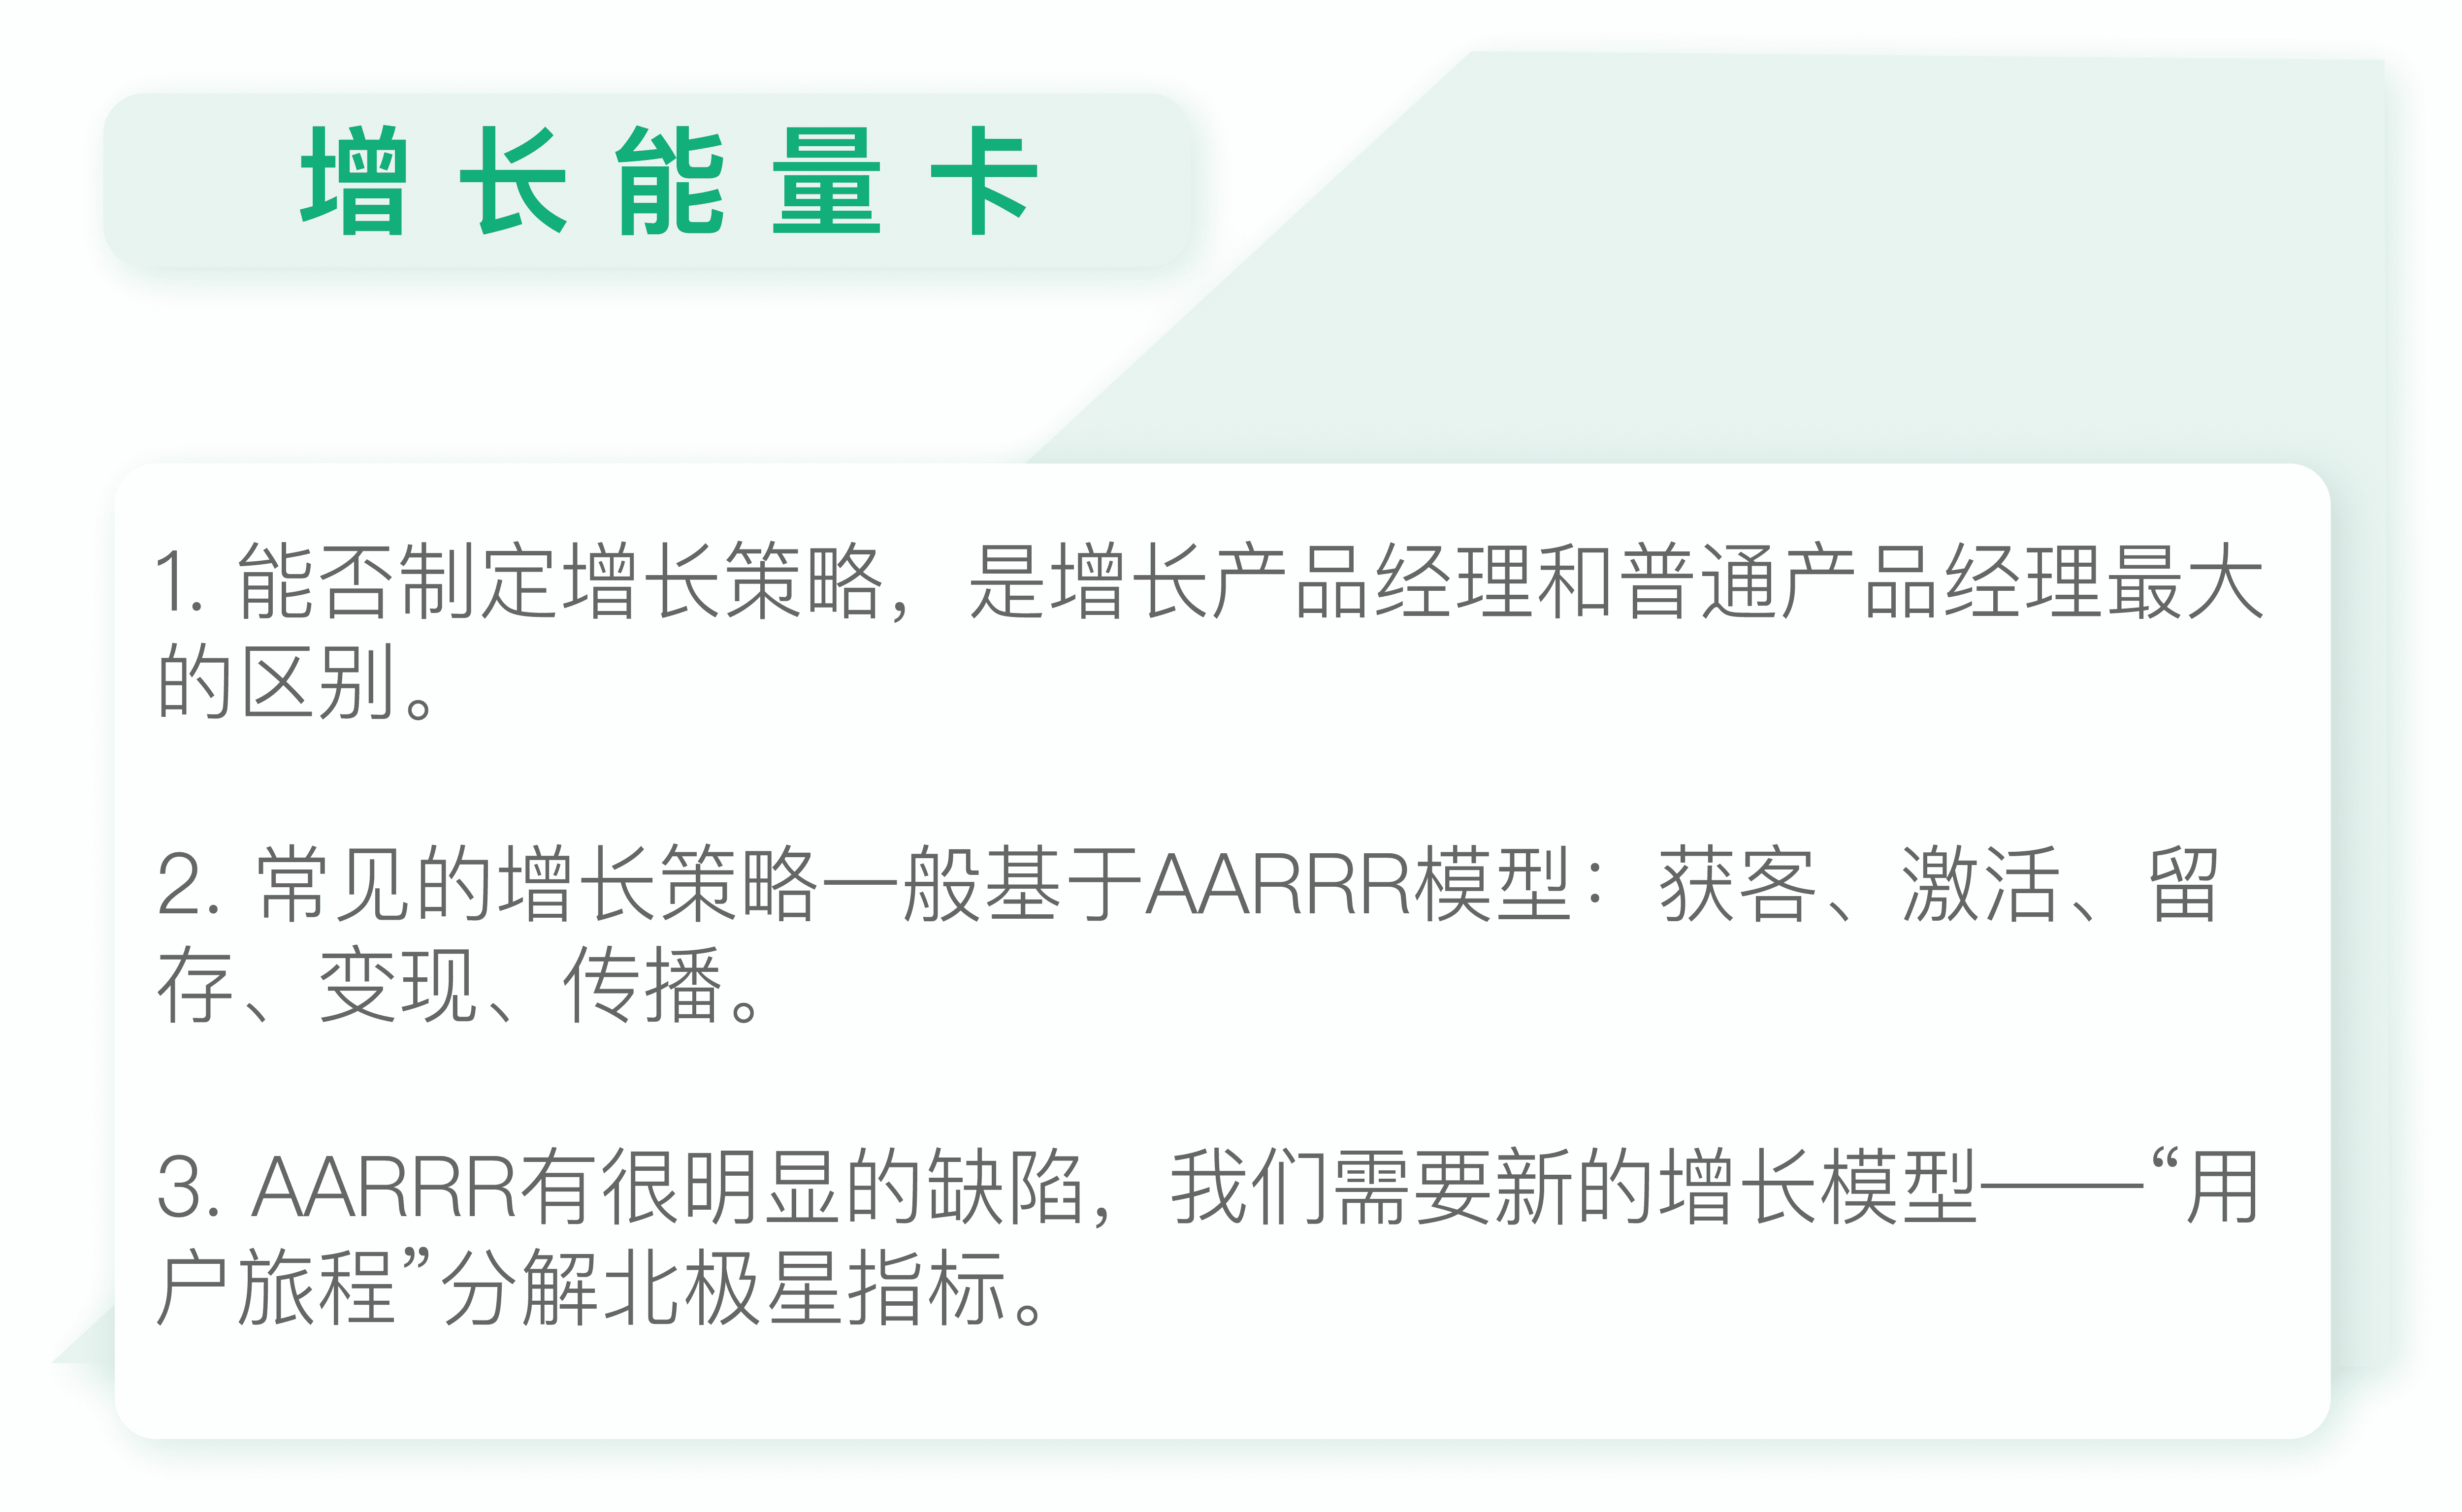 增长能量卡
1. 能否制定增长策略，是增长产品经理和普通产品经理最大
的区别。
2. 常见的增长策略一般基于AARRR模型：获客、激活、留
存、变现、传播。
3. AARRR有很明显的缺陷，我们需要新的增长模型——“用
户旅程”分解北极星指标。